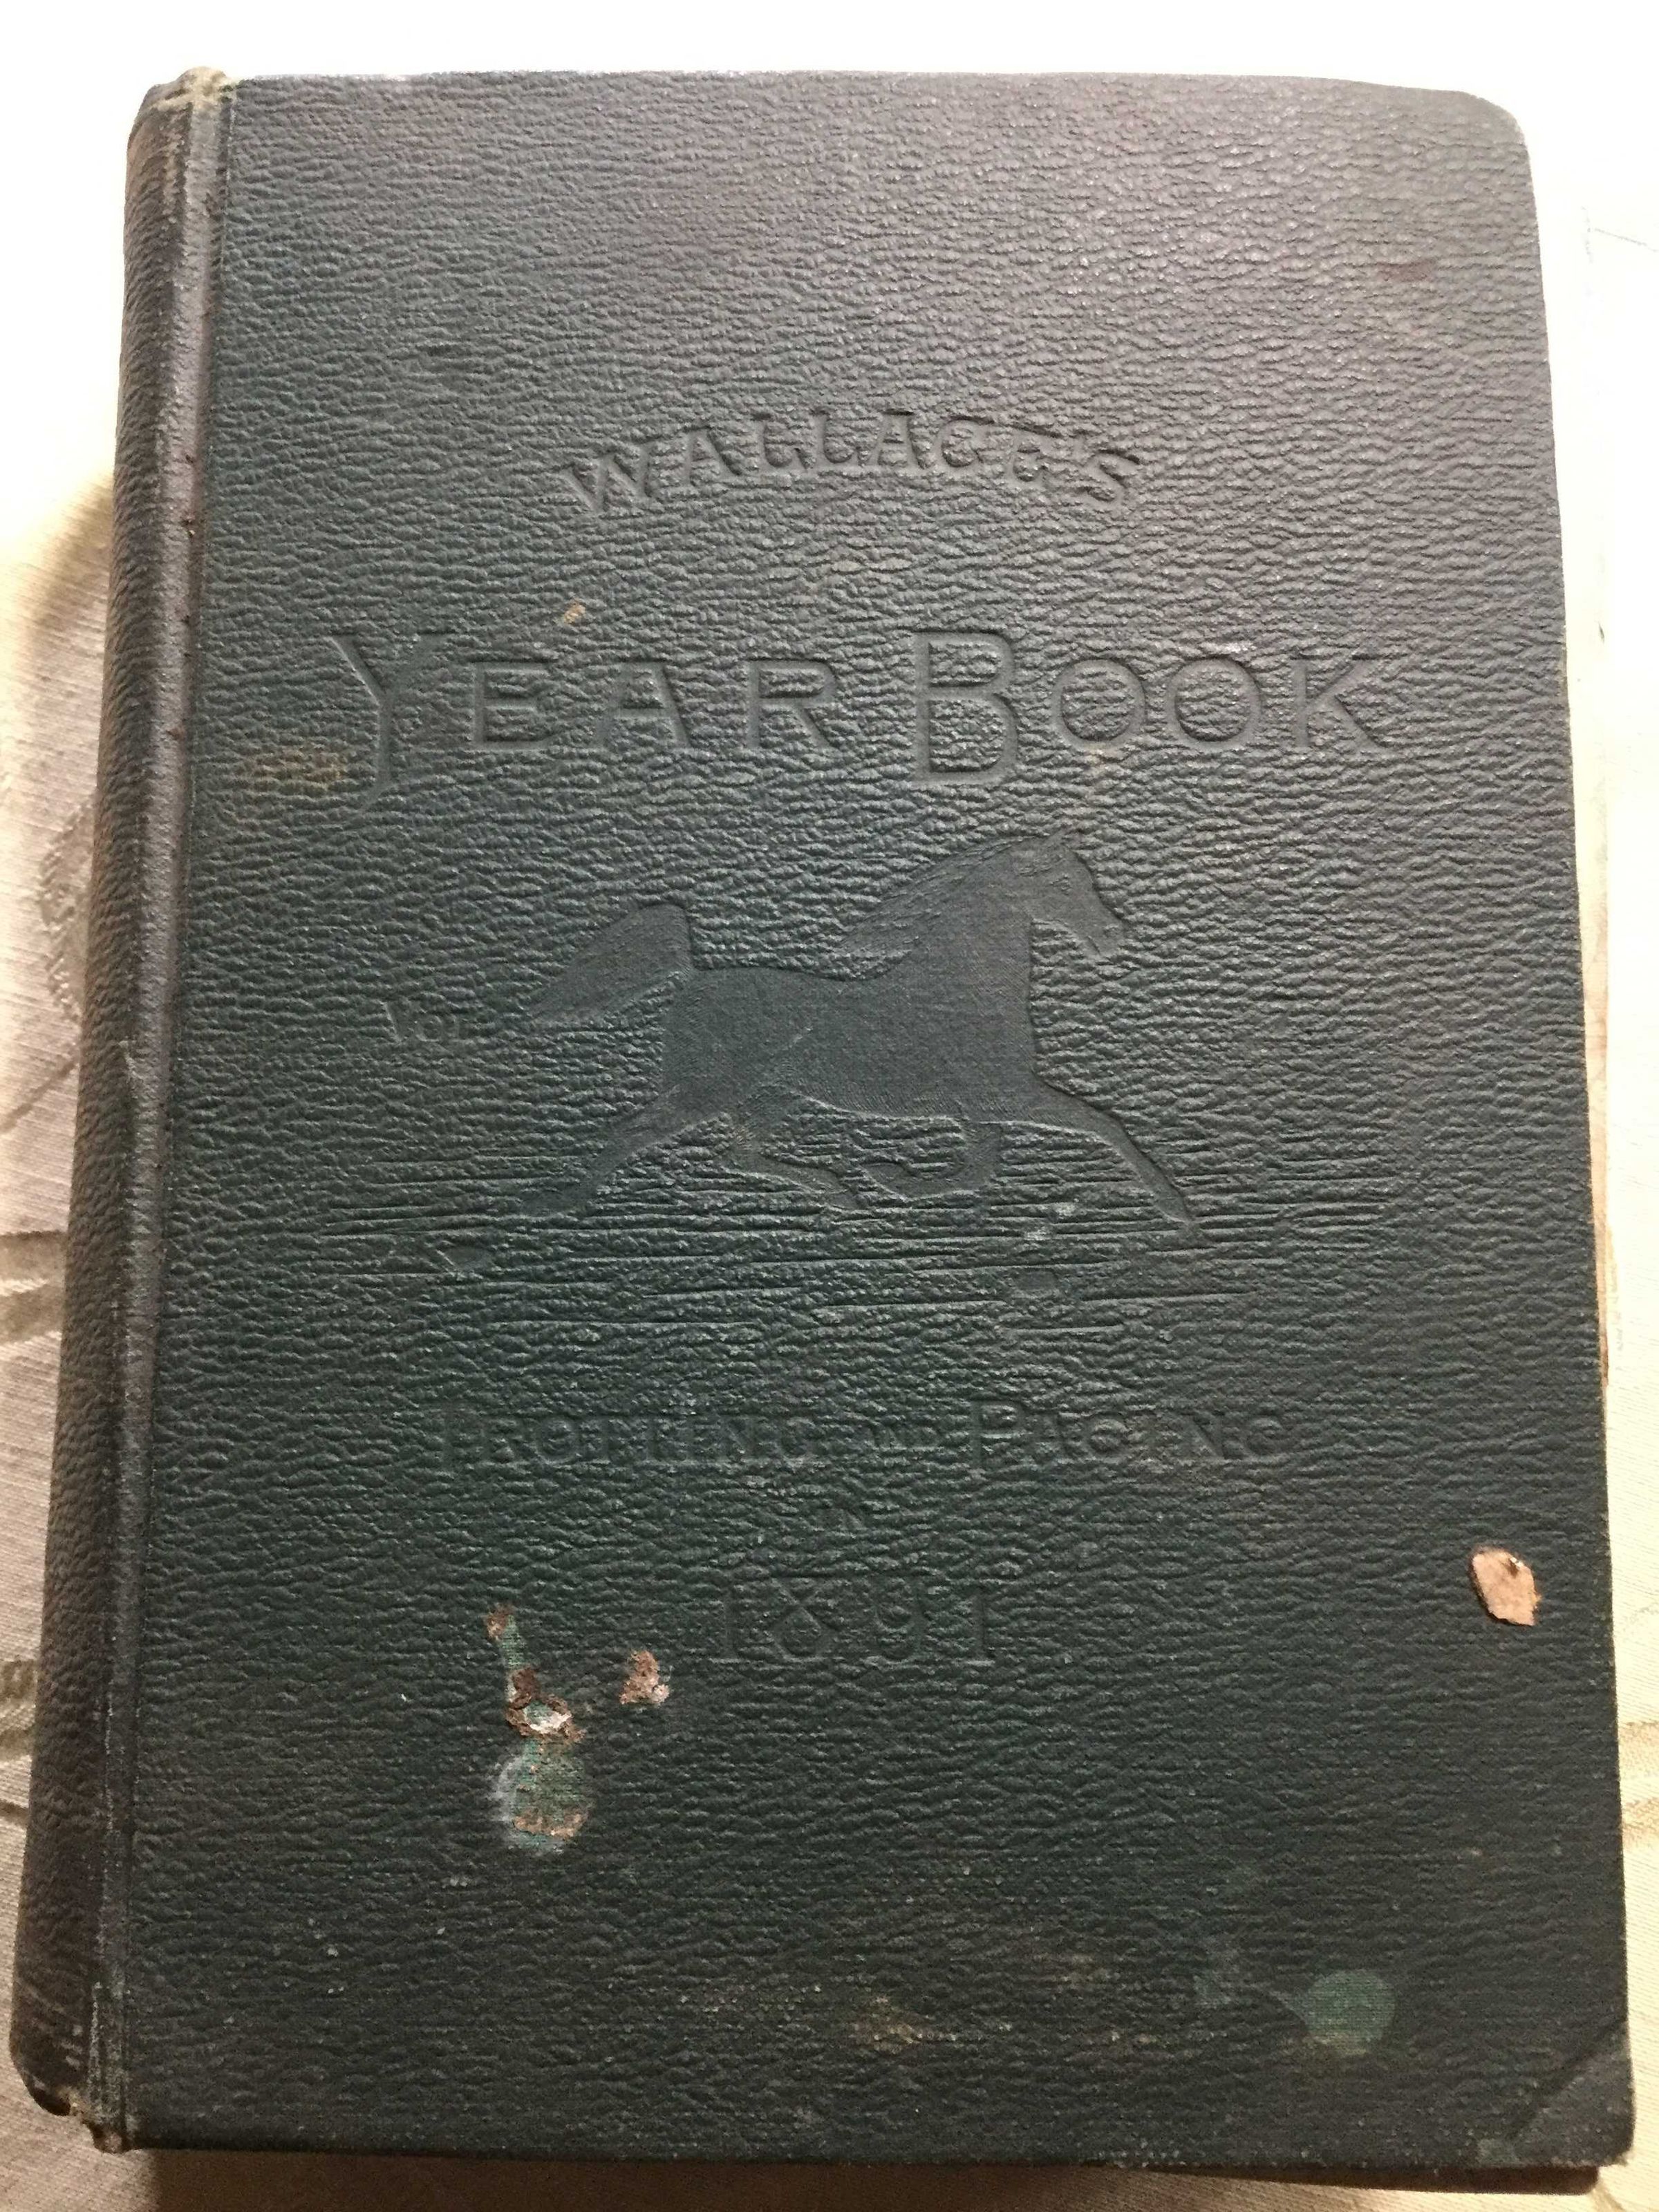 WALLACE'S
YEAR BOOK
VOL
TROTTING AND PACING
IN
1891